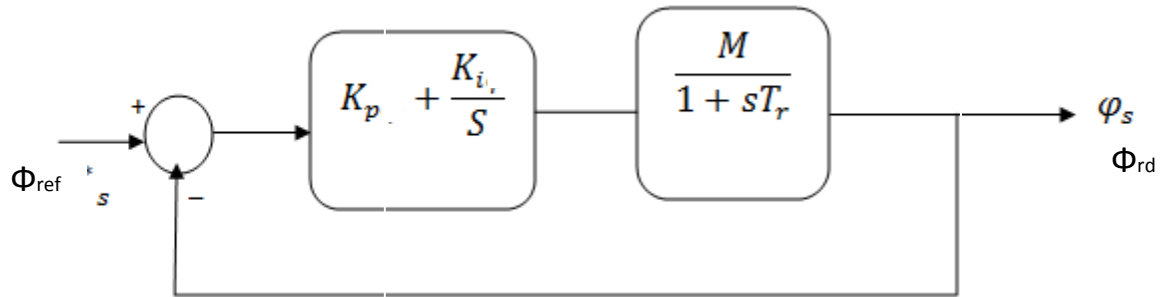 +
Φref *s
−
Kp . + Ki, / S
M / 1 + sTr
φs
Φrd